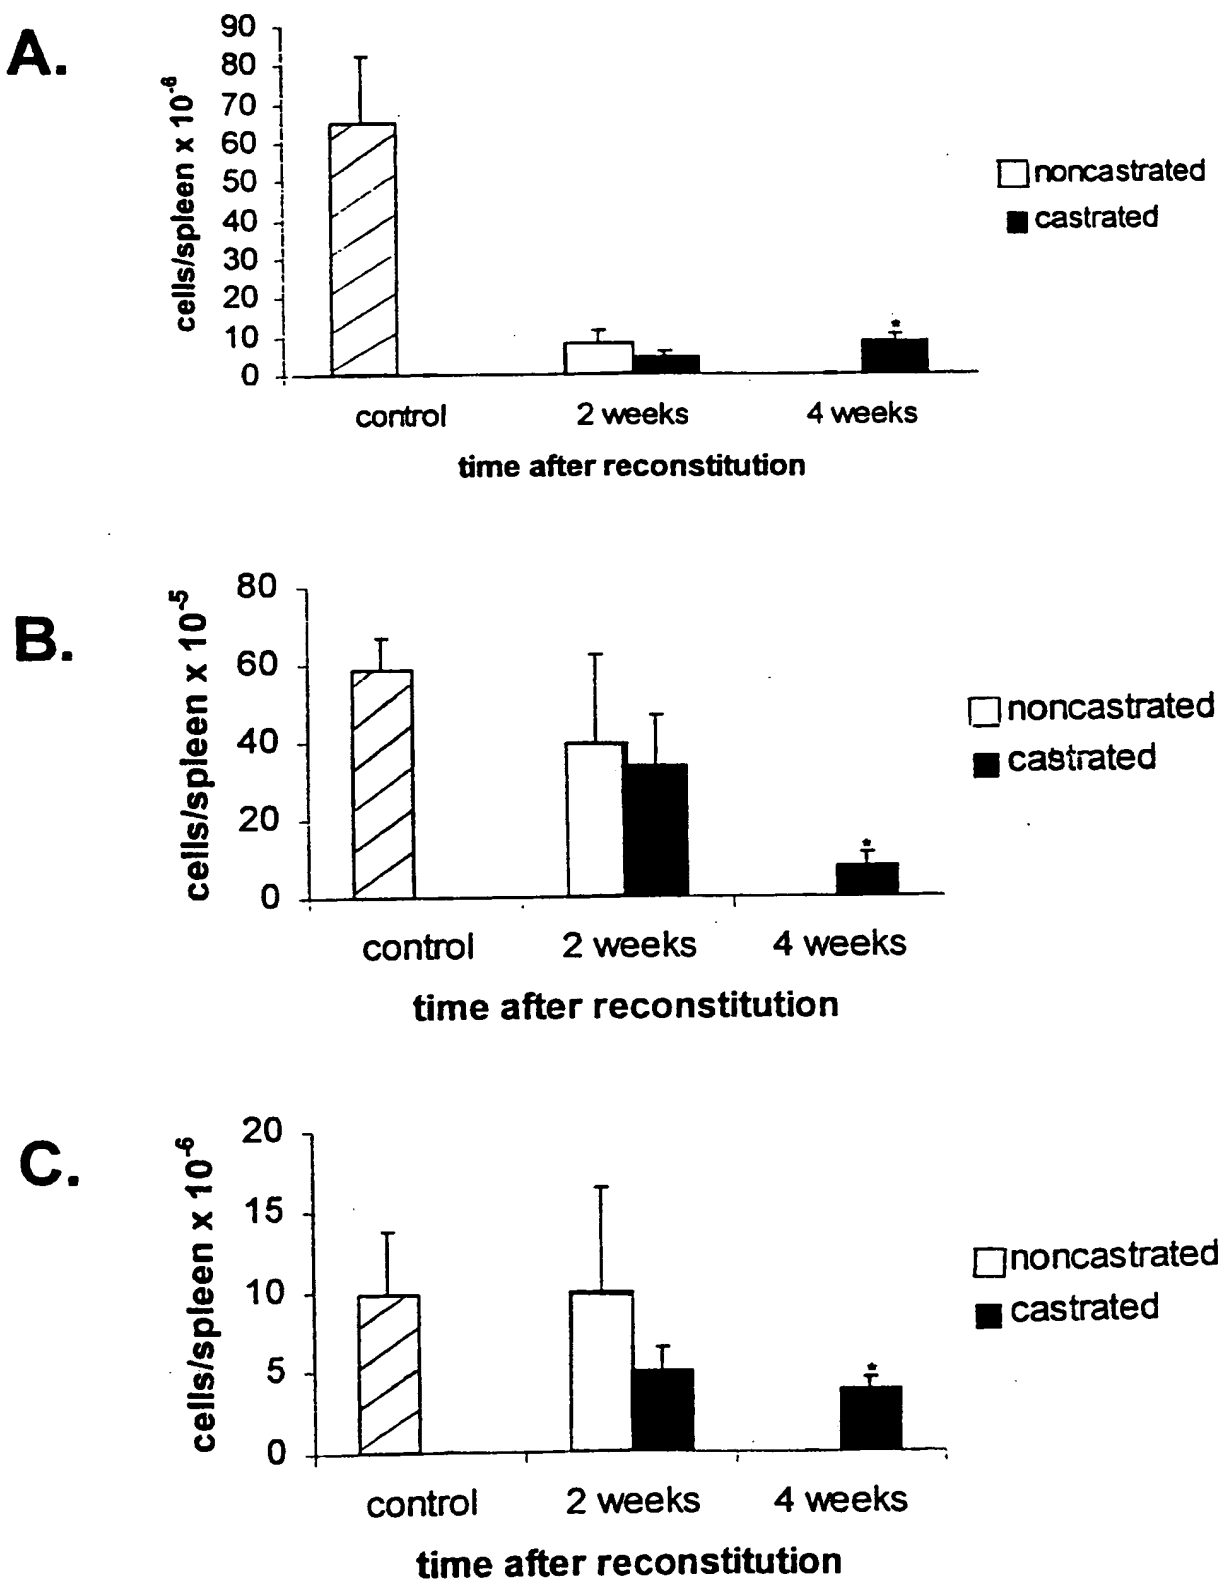 A.
cells/spleen x 10⁻⁶
90
80
70
60
50
40
30
20
10
0
*
control 2 weeks 4 weeks
time after reconstitution
noncastrated
castrated
B.
cells/spleen x 10⁻⁵
80
60
40
20
0
*
control 2 weeks 4 weeks
time after reconstitution
noncastrated
castrated
C.
cells/spleen x 10⁻⁶
20
15
10
5
0
*
control 2 weeks 4 weeks
time after reconstitution
noncastrated
castrated